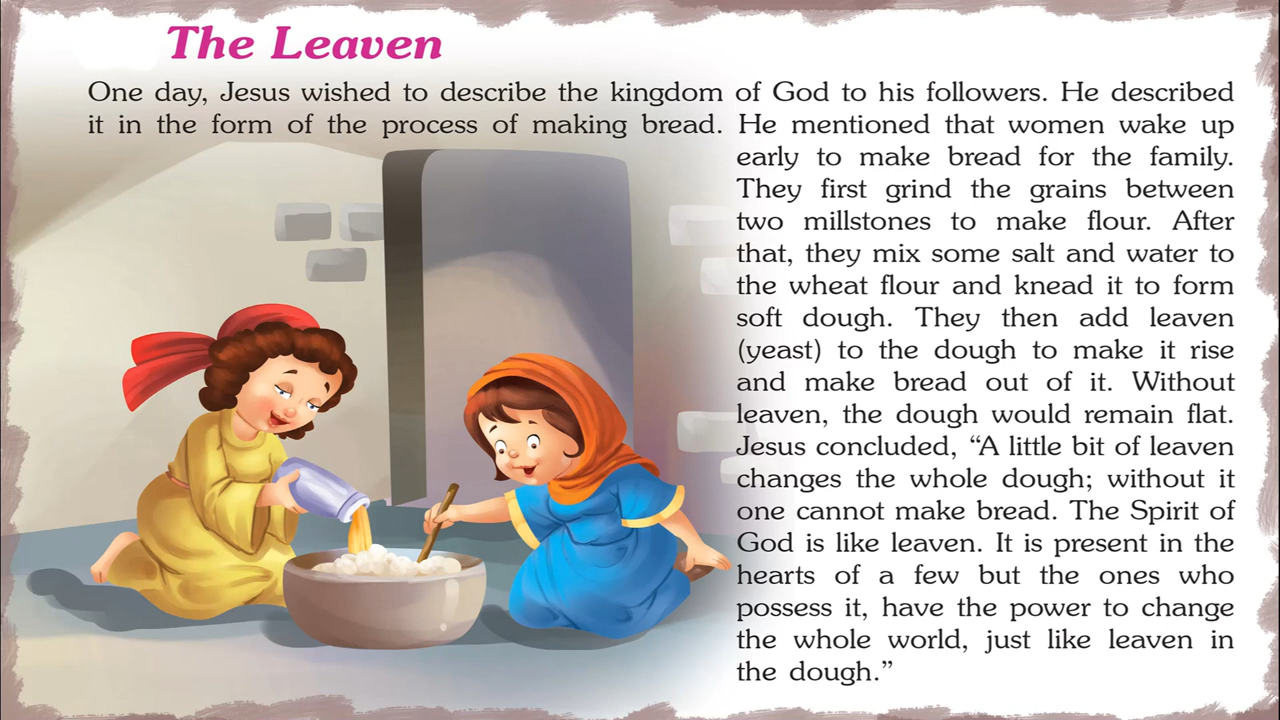 The Leaven
One day, Jesus wished to describe the kingdom of God to his followers. He described
it in the form of the process of making bread. He mentioned that women wake up
early to make bread for the family.
They first grind the grains between
two millstones to make flour. After
that, they mix some salt and water to
the wheat flour and knead it to form
soft dough. They then add leaven
(yeast) to the dough to make it rise
and make bread out of it. Without
leaven, the dough would remain flat.
Jesus concluded, “A little bit of leaven
changes the whole dough; without it
one cannot make bread. The Spirit of
God is like leaven. It is present in the
hearts of a few but the ones who
possess it, have the power to change
the whole world, just like leaven in
the dough.”